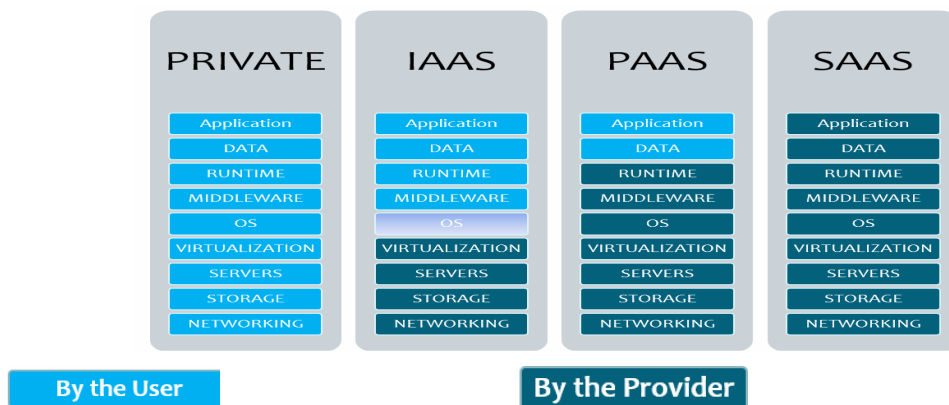 PRIVATE IAAS PAAS SAAS
Application Application Application Application
DATA DATA DATA DATA
RUNTIME RUNTIME RUNTIME RUNTIME
MIDDLEWARE MIDDLEWARE MIDDLEWARE MIDDLEWARE
OS OS OS OS
VIRTUALIZATION VIRTUALIZATION VIRTUALIZATION VIRTUALIZATION
SERVERS SERVERS SERVERS SERVERS
STORAGE STORAGE STORAGE STORAGE
NETWORKING NETWORKING NETWORKING NETWORKING
By the User By the Provider